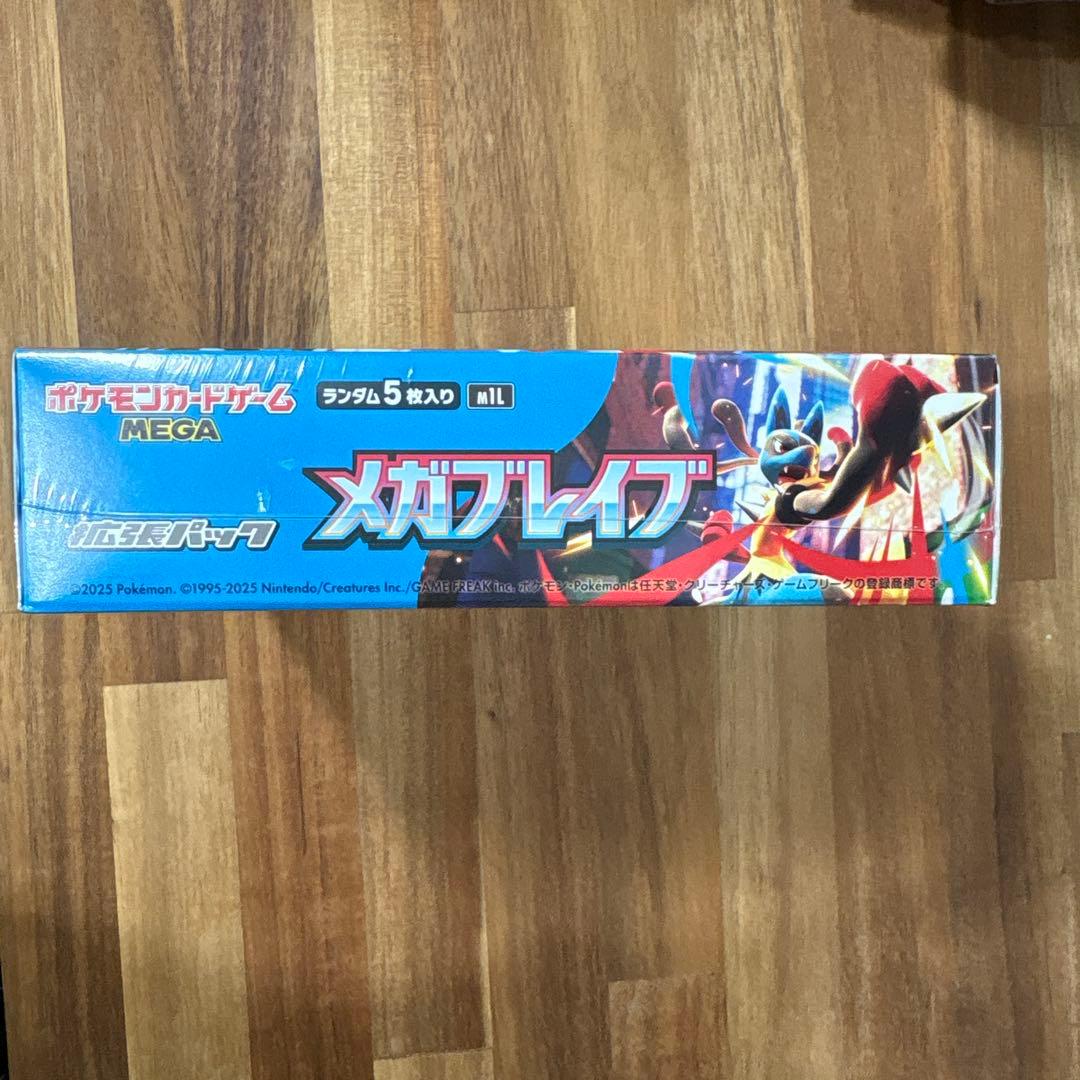 ポケモンカードゲーム
MEGA
ランダム5枚入り m1L
メガブレイブ
拡張パック
©2025 Pokémon. ©1995-2025 Nintendo/Creatures Inc./GAME FREAK inc. ポケモン・Pokémonは任天堂・クリーチャーズ・ゲームフリークの登録商標です。